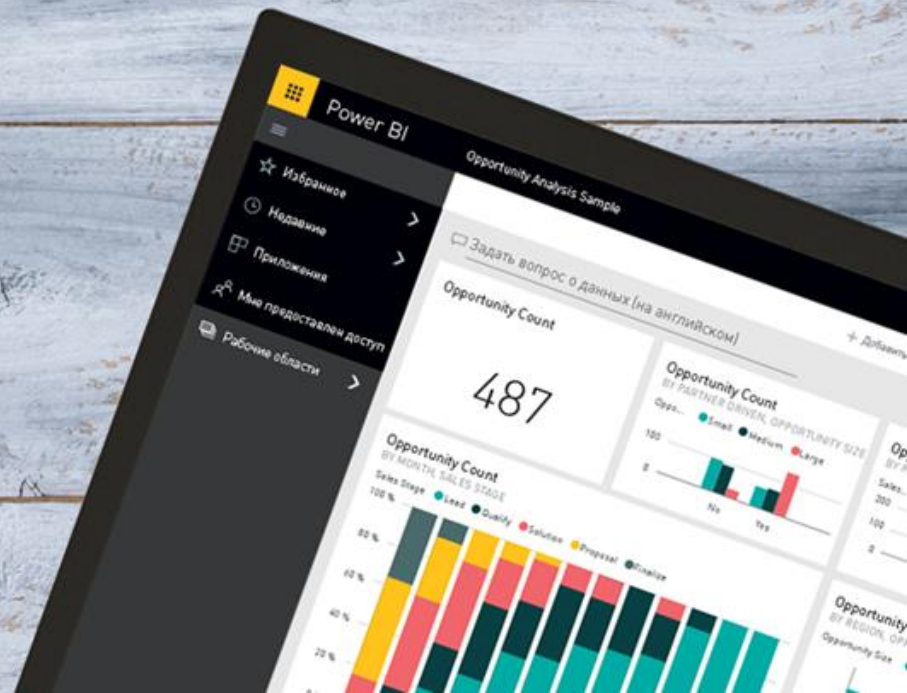 Power BI
Opportunity Analysis Sample
Избранное
Недавние
Приложения
Мне предоставлен доступ
Рабочие области
Задать вопрос о данных (на английском)
+ Добавить
Opportunity Count
487
Opportunity Count
BY PARTNER DRIVEN, OPPORTUNITY SIZE
Oppo... Small Medium Large
100
0
No Yes
Opportunity Count
BY MONTH, SALES STAGE
Sales Stage Lead Qualify Solution Proposal Finalize
100 %
80 %
60 %
40 %
20 %
Sales...
200
100
0
Opportunity
BY REGION,
Opportunity Size